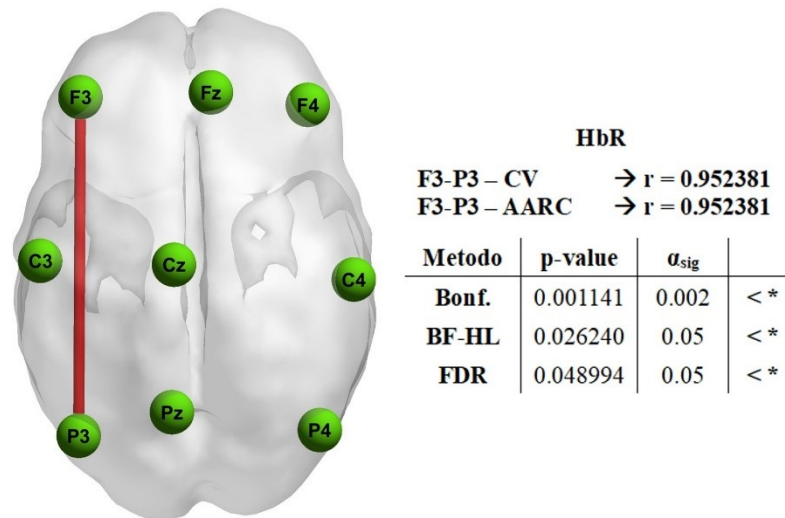 F3
Fz
F4
C3
Cz
C4
P3
Pz
P4
HbR
F3-P3 – CV → r = 0.952381
F3-P3 – AARC → r = 0.952381
Metodo p-value αsig
Bonf. 0.001141 0.002 < *
BF-HL 0.026240 0.05 < *
FDR 0.048994 0.05 < *